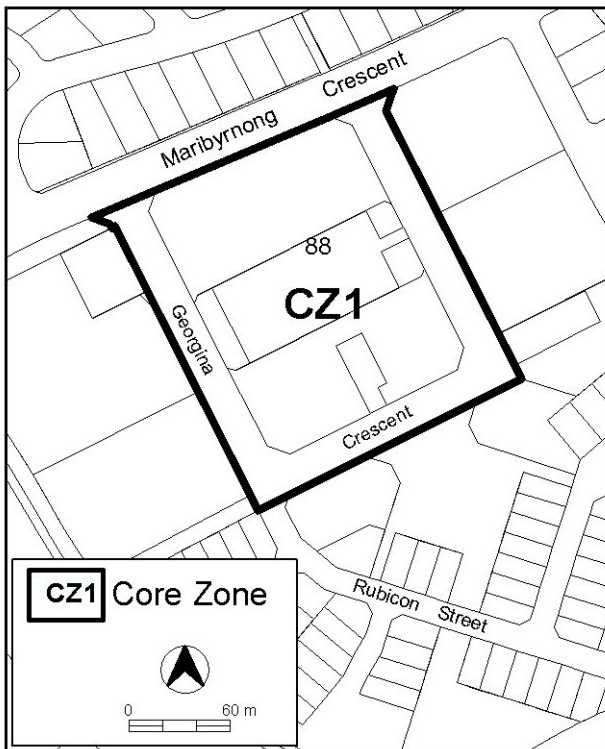 Maribyrnong Crescent
88
CZ1
Georgina
Crescent
Rubicon Street
CZ1 Core Zone
0 60 m